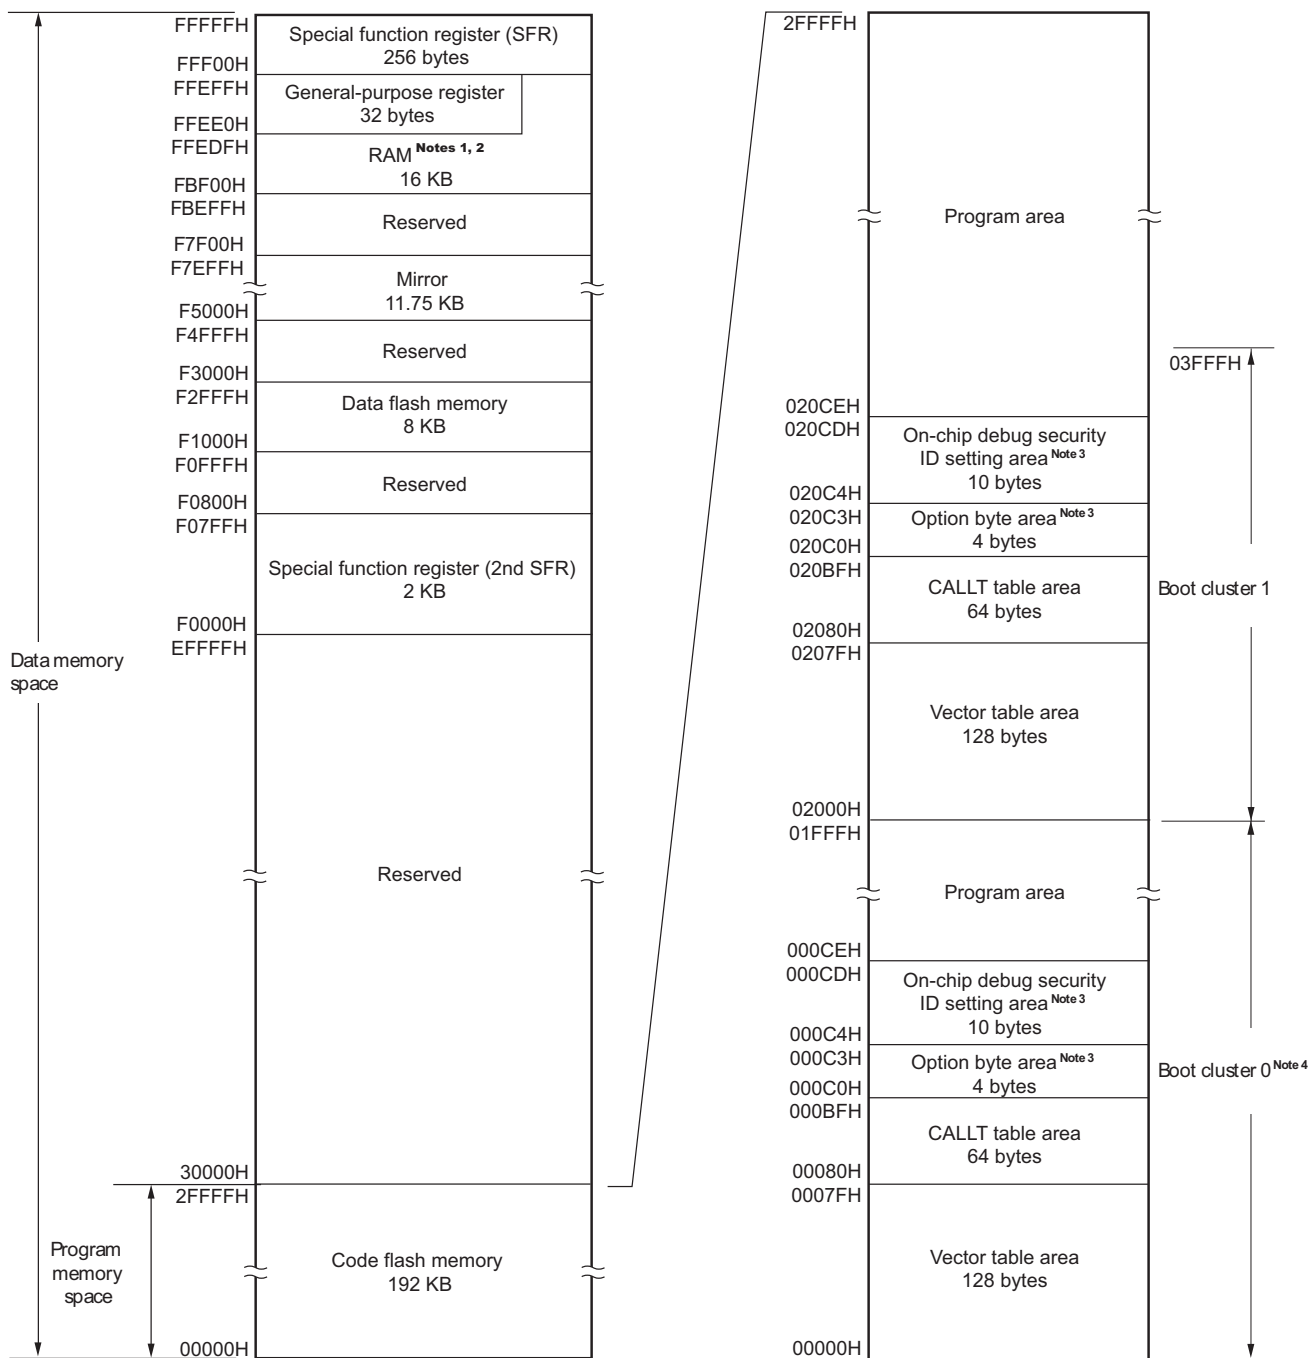 FFFFFH
Special function register (SFR)
256 bytes
FFF00H
FFEFFH
General-purpose register
32 bytes
FFEE0H
FFEDFH
RAM Notes 1, 2
16 KB
FBF00H
FBEFFH
Reserved
F7F00H
F7EFFH
Mirror
11.75 KB
F5000H
F4FFFH
Reserved
F3000H
F2FFFH
Data flash memory
8 KB
F1000H
F0FFFH
Reserved
F0800H
F07FFH
Special function register (2nd SFR)
2 KB
F0000H
EFFFFH
Data memory
space
Reserved
30000H
2FFFFH
Program
memory
space
Code flash memory
192 KB
00000H
2FFFFH
Program area
03FFFH
020CEH
020CDH
On-chip debug security
ID setting area Note 3
10 bytes
020C4H
020C3H
Option byte area Note 3
4 bytes
020C0H
020BFH
CALLT table area
64 bytes
Boot cluster 1
02080H
0207FH
Vector table area
128 bytes
02000H
01FFFH
Program area
000CEH
000CDH
On-chip debug security
ID setting area Note 3
10 bytes
000C4H
000C3H
Option byte area Note 3
4 bytes
Boot cluster 0 Note 4
000C0H
000BFH
CALLT table area
64 bytes
00080H
0007FH
Vector table area
128 bytes
00000H